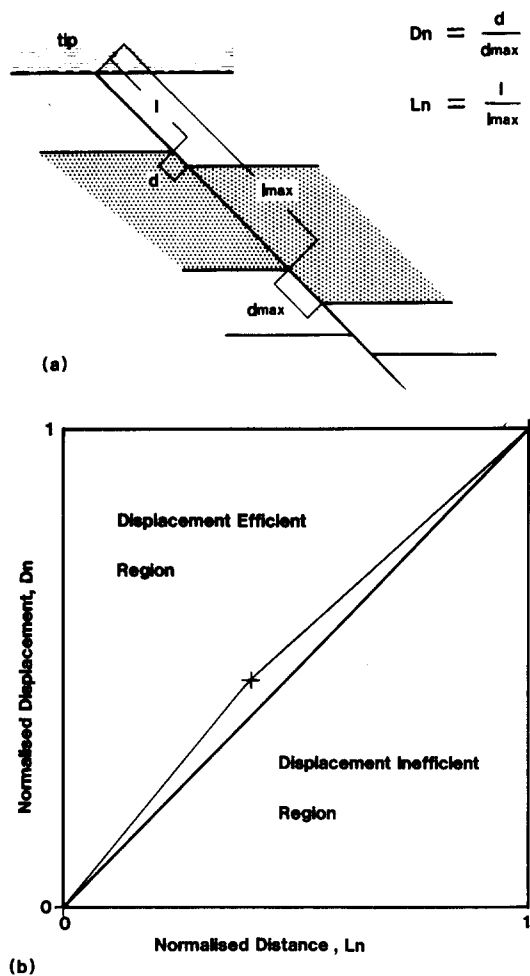 tip
Dn = d / dmax
Ln = l / lmax
l
d
lmax
dmax
(a)
1
Displacement Efficient
Region
Normalised Displacement, Dn
Displacement Inefficient
Region
0
0
1
Normalised Distance , Ln
(b)